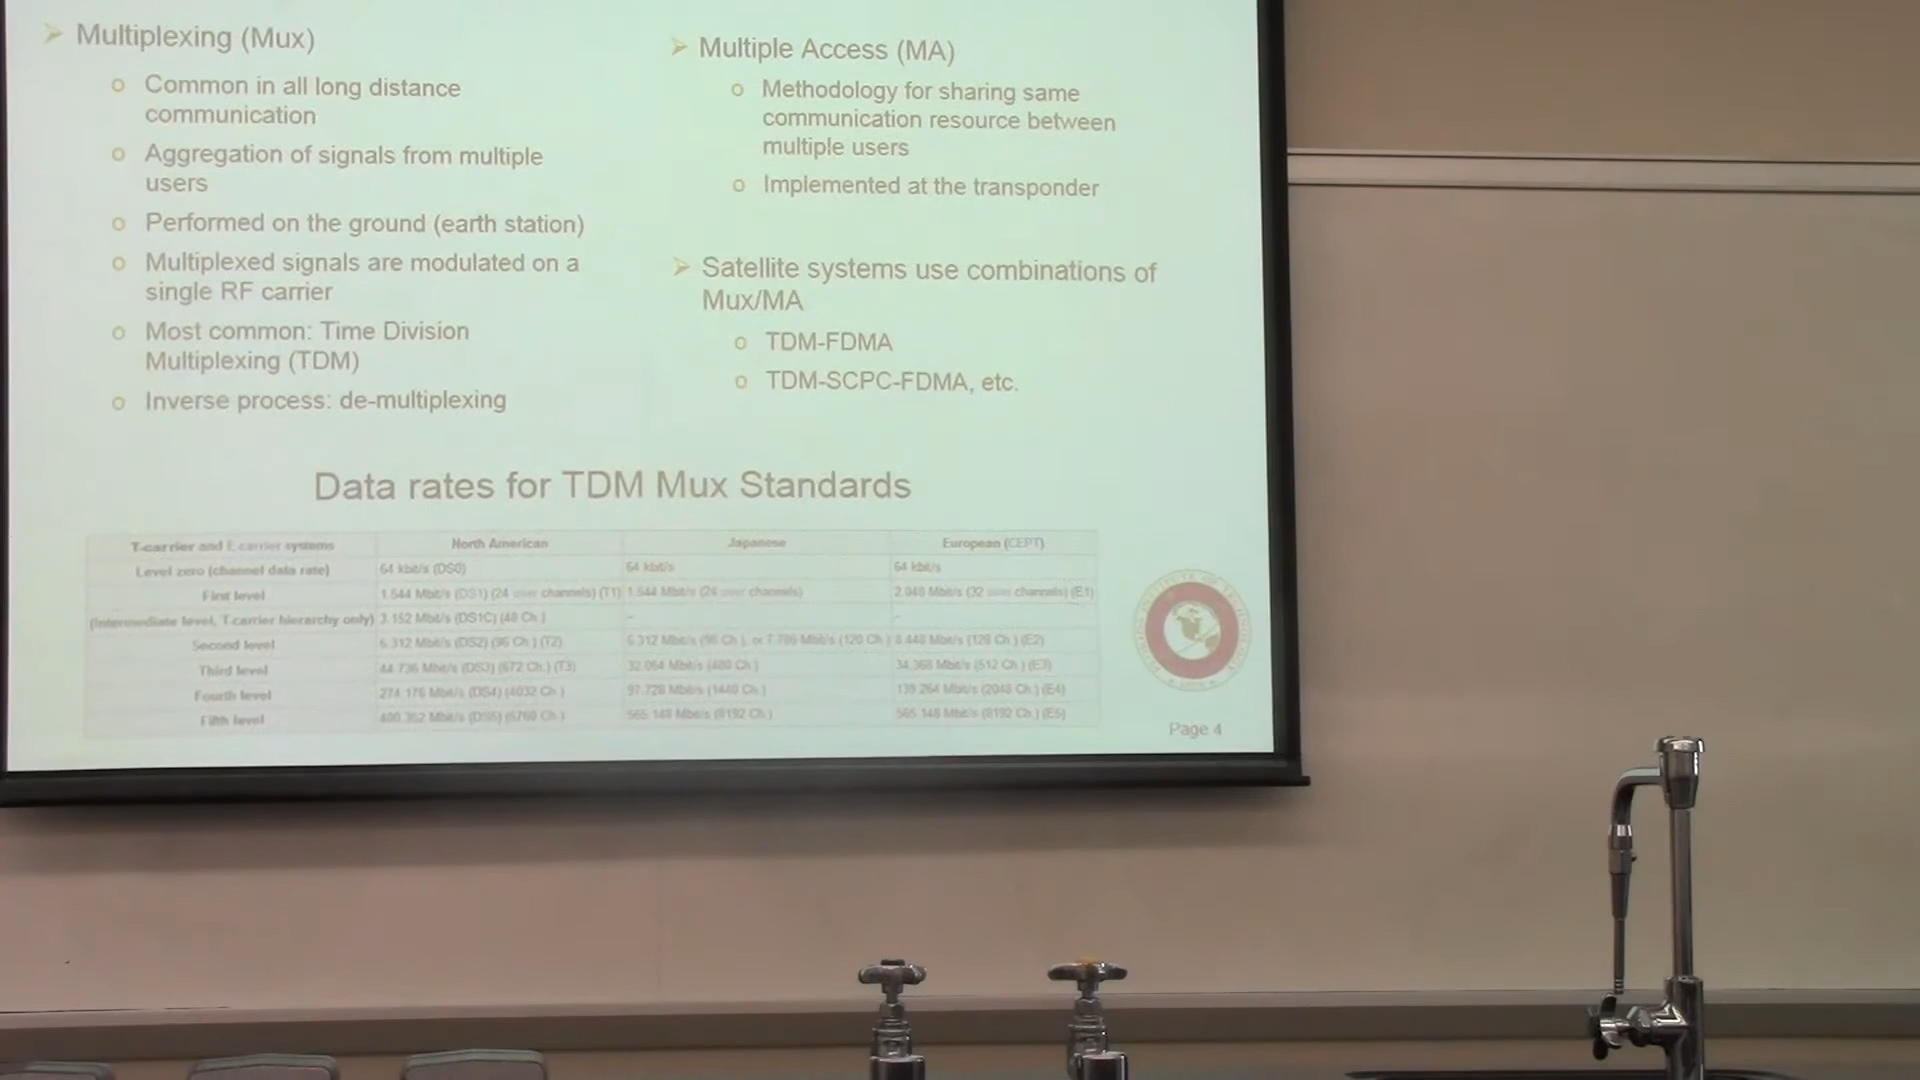 Multiplexing (Mux)
Common in all long distance
communication
Aggregation of signals from multiple
users
Performed on the ground (earth station)
Multiplexed signals are modulated on a
single RF carrier
Most common: Time Division
Multiplexing (TDM)
Inverse process: de-multiplexing
Multiple Access (MA)
Methodology for sharing same
communication resource between
multiple users
Implemented at the transponder
Satellite systems use combinations of
Mux/MA
TDM-FDMA
TDM-SCPC-FDMA, etc.
Data rates for TDM Mux Standards
T-carrier and E carrier systems North American Japanese European (CEPT)
Level zero (channel data rate) 64 kbit/s (DS0) 64 kbit/s 64 kbit/s
First level 1.544 Mbit/s (DS1) (24 user channels) (T1) 1.544 Mbit/s (24 user channels) 2.048 Mbit/s (32 user channels) (E1)
(Intermediate level, T-carrier hierarchy only) 3.152 Mbit/s (DS1C) (48 Ch.) – –
Second level 6.312 Mbit/s (DS2) (96 Ch.) (T2) 6.312 Mbit/s (96 Ch.), or 7.786 Mbit/s (120 Ch.) 8.448 Mbit/s (128 Ch.) (E2)
Third level 44.736 Mbit/s (DS3) (672 Ch.) (T3) 32.064 Mbit/s (480 Ch.) 34.368 Mbit/s (512 Ch.) (E3)
Fourth level 274.176 Mbit/s (DS4) (4032 Ch.) 97.728 Mbit/s (1440 Ch.) 139.264 Mbit/s (2048 Ch.) (E4)
Fifth level 400.352 Mbit/s (DS5) (5760 Ch.) 565.148 Mbit/s (8192 Ch.) 565.148 Mbit/s (8192 Ch.) (E5)
Page 4